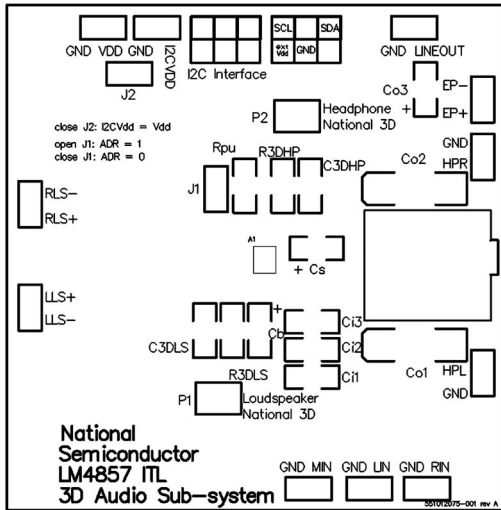 GND VDD GND
I2CVDD
J2
I2C Interface
SCL SDA
ext Vdd GND
GND LINEOUT
Co3
+
EP-
EP+
close J2: I2CVdd = Vdd
open J1: ADR = 1
close J1: ADR = 0
P2
Headphone
National 3D
GND
HPR
Rpu
R3DHP
C3DHP
Co2
J1
RLS-
RLS+
A1
+ Cs
LLS+
LLS-
+
Cb
Ci3
Ci2
Ci1
C3DLS
R3DLS
Co1
HPL
GND
P1
Loudspeaker
National 3D
National
Semiconductor
LM4857 ITL
3D Audio Sub-system
GND MIN
GND LIN
GND RIN
551012075-001 rev A